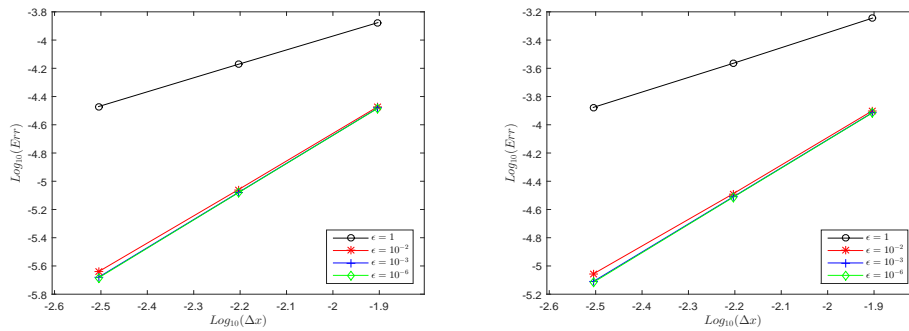 -3.8
-4
-4.2
-4.4
-4.6
-4.8
-5
-5.2
-5.4
-5.6
-5.8
Log₁₀(Err)
-2.6 -2.5 -2.4 -2.3 -2.2 -2.1 -2 -1.9
Log₁₀(Δx)
ϵ = 1
ϵ = 10⁻²
ϵ = 10⁻³
ϵ = 10⁻⁶
-3.2
-3.4
-3.6
-3.8
-4
-4.2
-4.4
-4.6
-4.8
-5
-5.2
Log₁₀(Err)
-2.6 -2.5 -2.4 -2.3 -2.2 -2.1 -2 -1.9
Log₁₀(Δx)
ϵ = 1
ϵ = 10⁻²
ϵ = 10⁻³
ϵ = 10⁻⁶